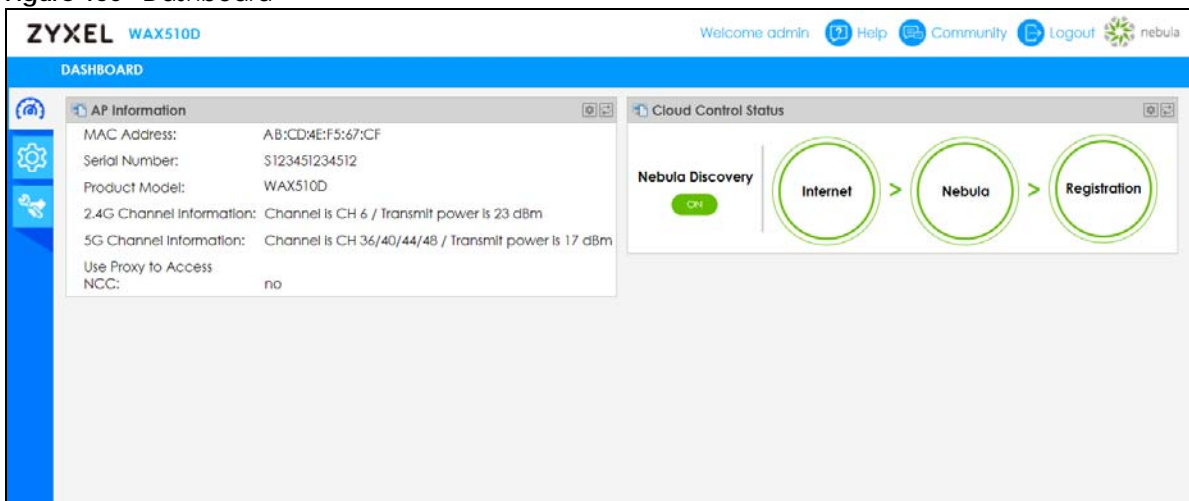 ZYXEL WAX510D
Welcome admin Help Community Logout nebula
DASHBOARD
AP Information
MAC Address: AB:CD:4E:F5:67:CF
Serial Number: S123451234512
Product Model: WAX510D
2.4G Channel Information: Channel is CH 6 / Transmit power is 23 dBm
5G Channel Information: Channel is CH 36/40/44/48 / Transmit power is 17 dBm
Use Proxy to Access
NCC: no
Cloud Control Status
Nebula Discovery
ON
Internet > Nebula > Registration